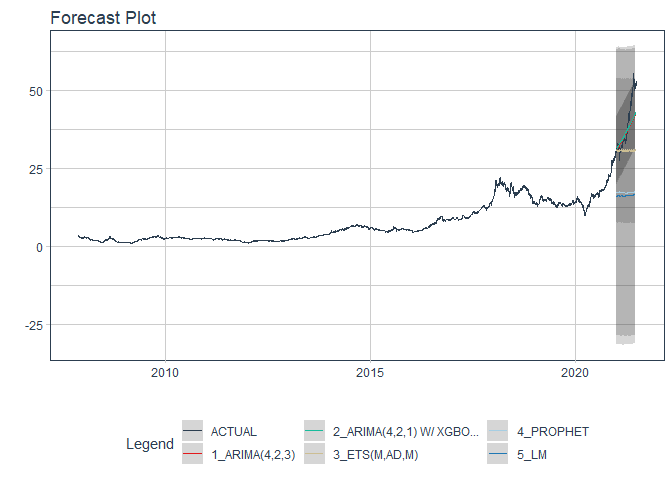 Forecast Plot
50
25
0
-25
2010 2015 2020
Legend
ACTUAL 2_ARIMA(4,2,1) W/ XGBO... 4_PROPHET
1_ARIMA(4,2,3) 3_ETS(M,AD,M) 5_LM